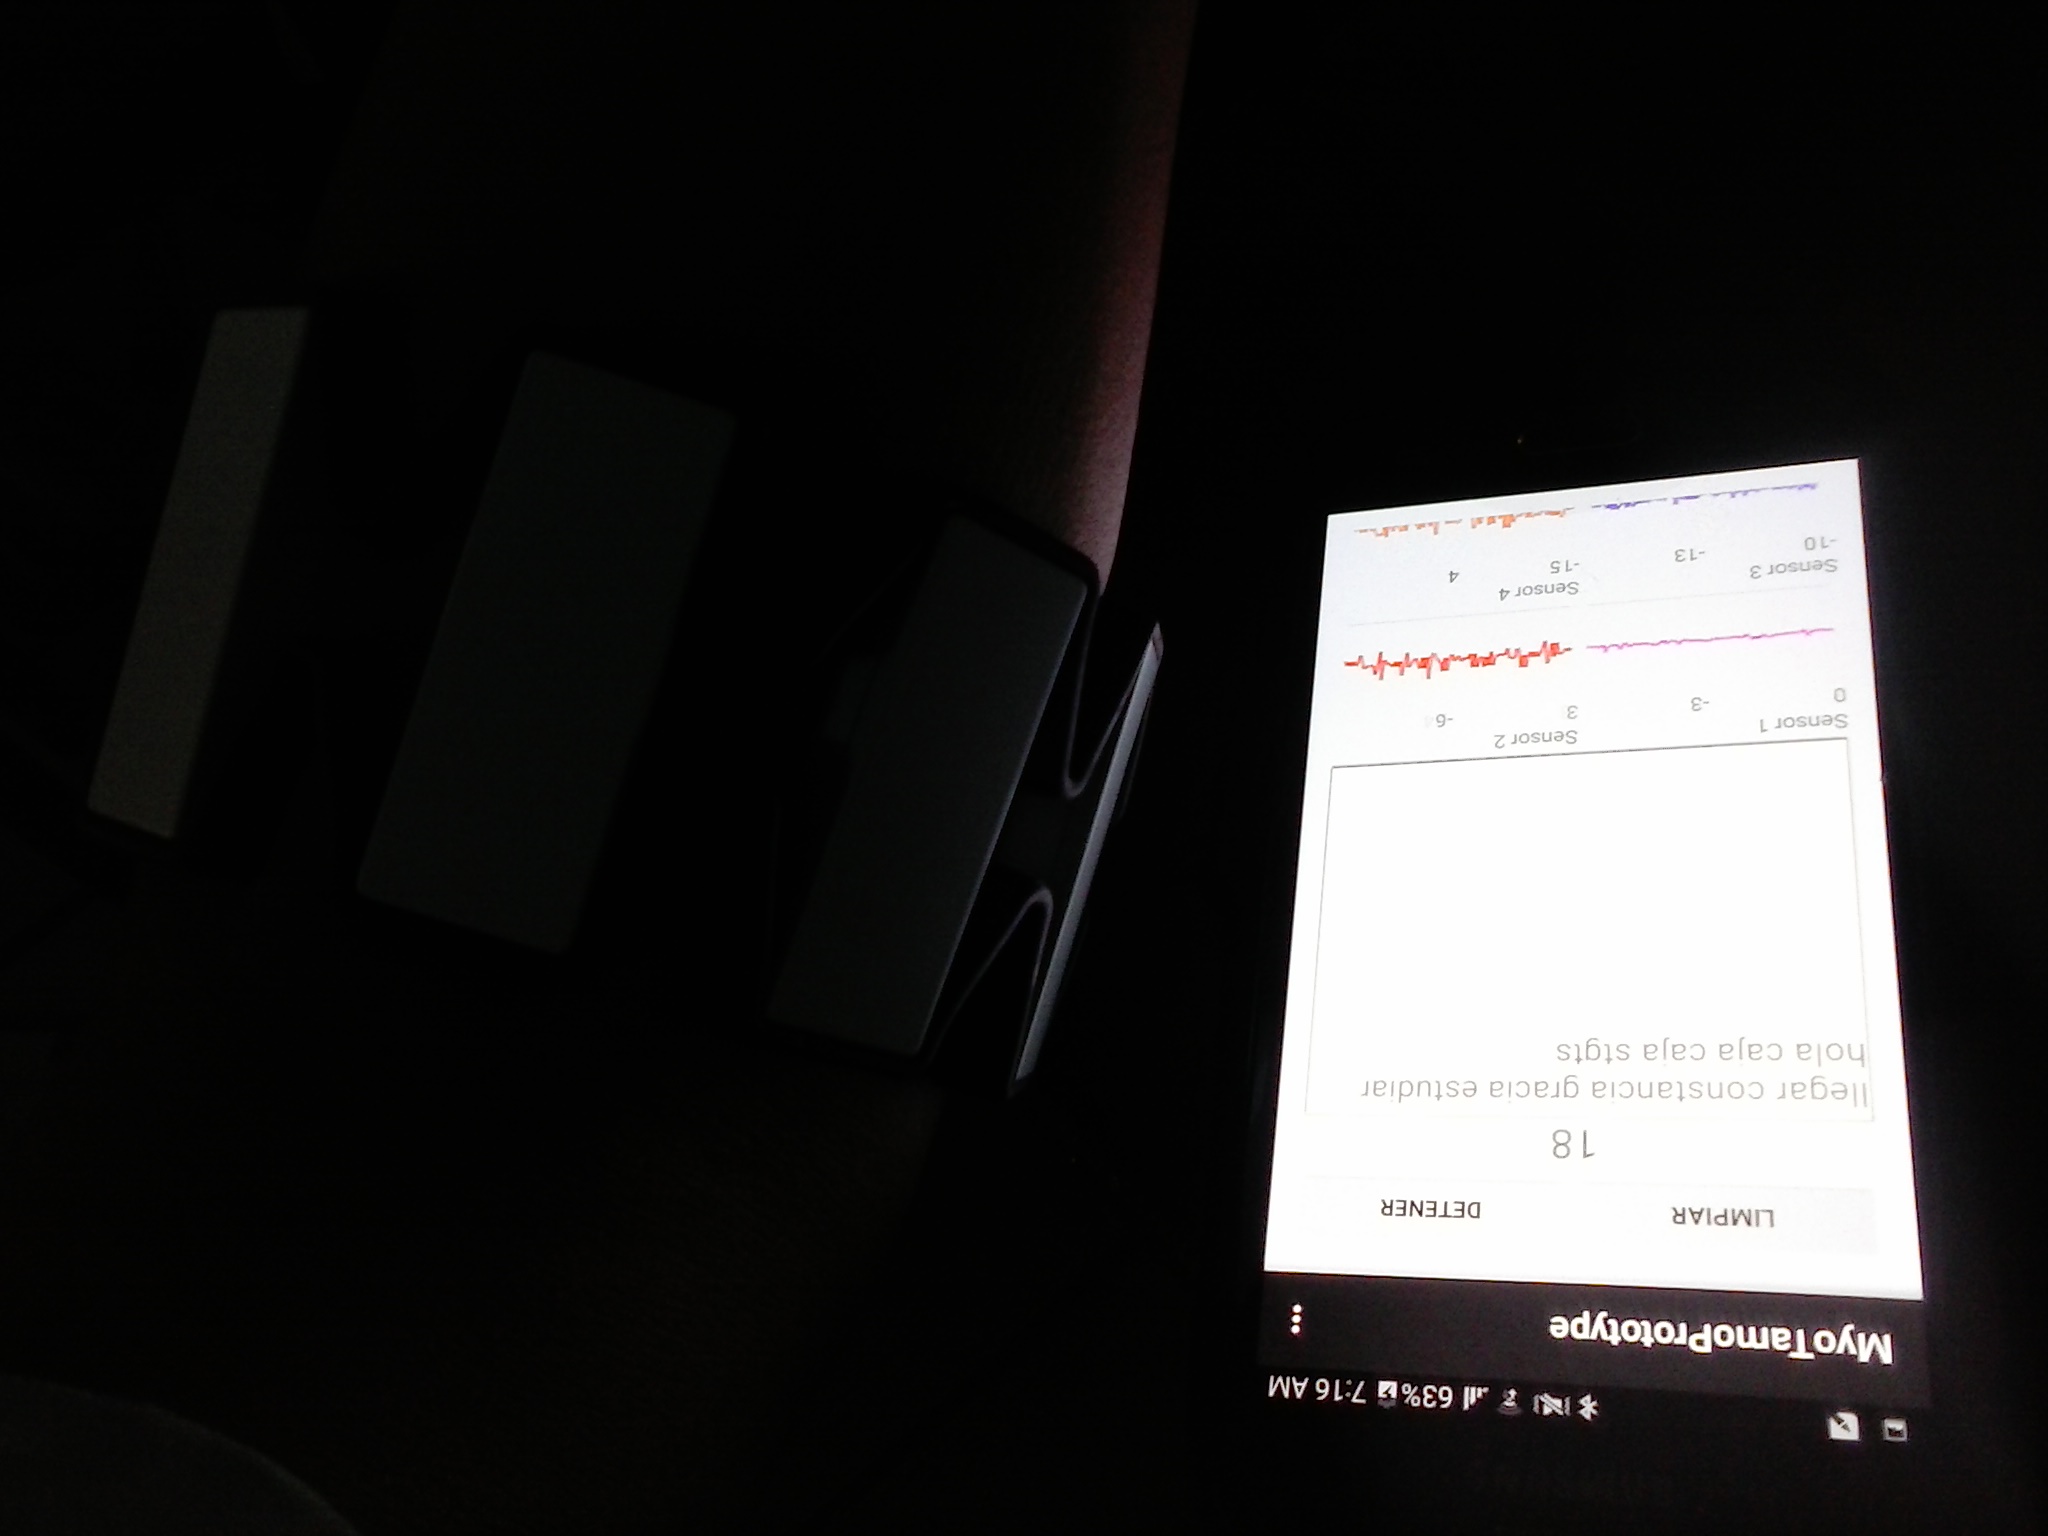 63% 7:16 AM
MyoTamoPrototype
LIMPIAR DETENER
18
llegar constancia gracia estudiar
hola caja caja stgts
Sensor 1 Sensor 2
0 -3 3 -6
Sensor 3 Sensor 4
-10 -13 -15 4